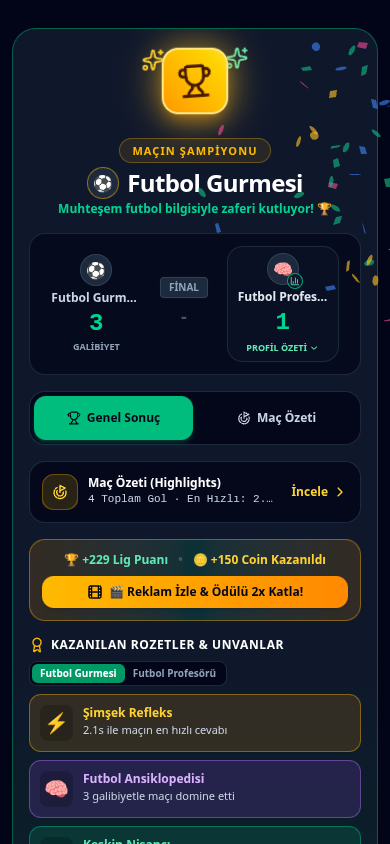 MAÇIN ŞAMPİYONU
Futbol Gurmesi
Muhteşem futbol bilgisiyle zaferi kutluyor! 🏆
Futbol Gurm...
3
GALİBİYET
FİNAL
-
Futbol Profes...
1
PROFİL ÖZETİ
Genel Sonuç
Maç Özeti
Maç Özeti (Highlights)
4 Toplam Gol · En Hızlı: 2.…
İncele
🏆 +229 Lig Puanı • 🪙 +150 Coin Kazanıldı
🎬 Reklam İzle & Ödülü 2x Katla!
KAZANILAN ROZETLER & UNVANLAR
Futbol Gurmesi
Futbol Profesörü
Şimşek Refleks
2.1s ile maçın en hızlı cevabı
Futbol Ansiklopedisi
3 galibiyetle maçı domine etti
Keskin Nişancı